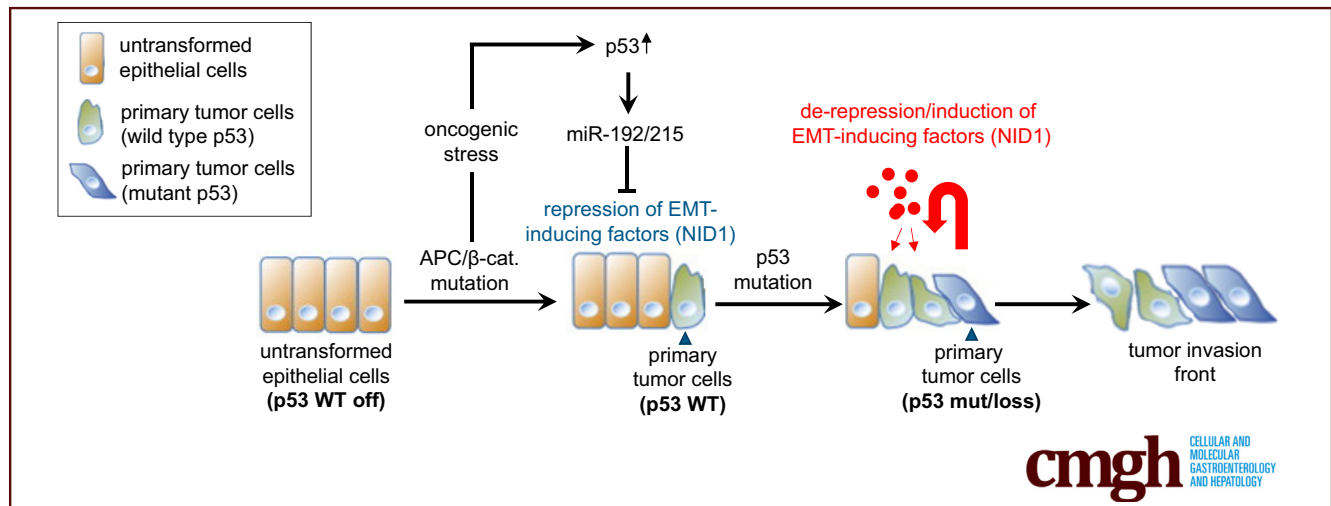 untransformed
epithelial cells
primary tumor cells
(wild type p53)
primary tumor cells
(mutant p53)
p53
oncogenic
stress
miR-192/215
repression of EMT-
inducing factors (NID1)
de-repression/induction of
EMT-inducing factors (NID1)
APC/β-cat.
mutation
p53
mutation
untransformed
epithelial cells
(p53 WT off)
primary
tumor cells
(p53 WT)
primary
tumor cells
(p53 mut/loss)
tumor invasion
front
cmgh
CELLULAR AND
MOLECULAR
GASTROENTEROLOGY
AND HEPATOLOGY